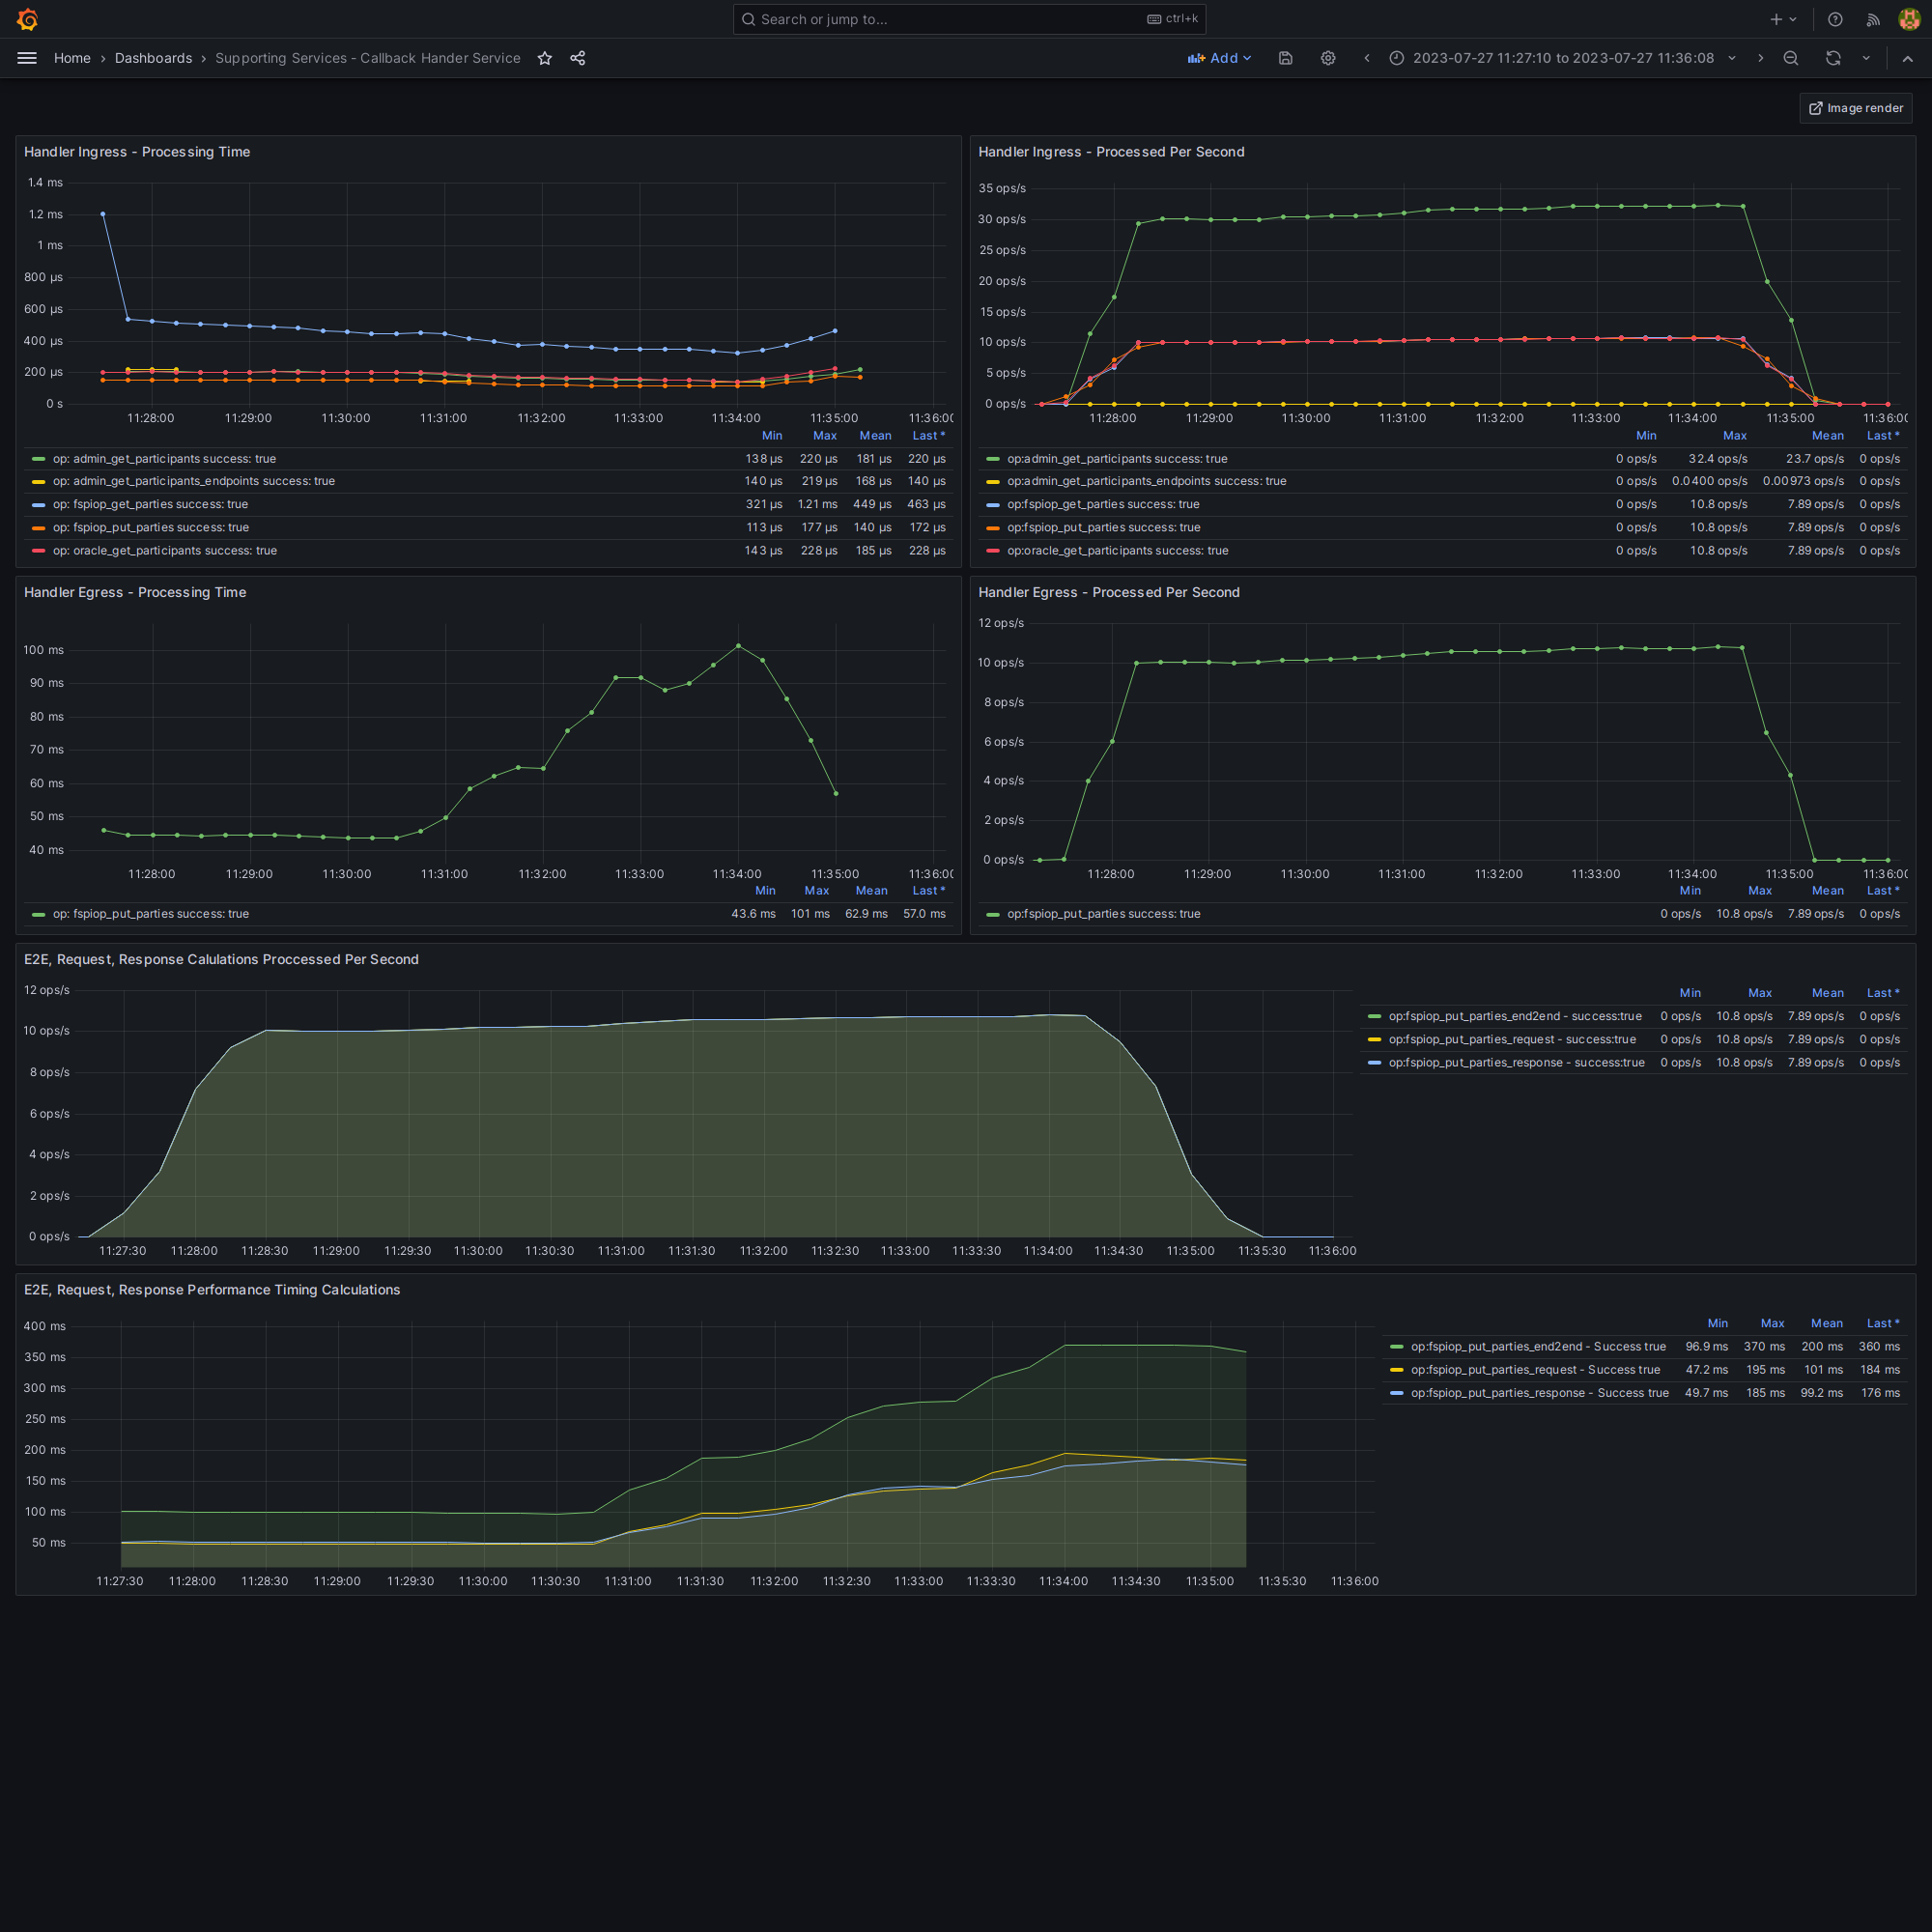 Search or jump to... ctrl+k
Home › Dashboards › Supporting Services - Callback Hander Service Add 2023-07-27 11:27:10 to 2023-07-27 11:36:08
Image render
Handler Ingress - Processing Time
1.4 ms
1.2 ms
1 ms
800 µs
600 µs
400 µs
200 µs
0 s
11:28:00 11:29:00 11:30:00 11:31:00 11:32:00 11:33:00 11:34:00 11:35:00 11:36:00
Min Max Mean Last *
op: admin_get_participants success: true 138 µs 220 µs 181 µs 220 µs
op: admin_get_participants_endpoints success: true 140 µs 219 µs 168 µs 140 µs
op: fspiop_get_parties success: true 321 µs 1.21 ms 449 µs 463 µs
op: fspiop_put_parties success: true 113 µs 177 µs 140 µs 172 µs
op: oracle_get_participants success: true 143 µs 228 µs 185 µs 228 µs
Handler Ingress - Processed Per Second
35 ops/s
30 ops/s
25 ops/s
20 ops/s
15 ops/s
10 ops/s
5 ops/s
0 ops/s
11:28:00 11:29:00 11:30:00 11:31:00 11:32:00 11:33:00 11:34:00 11:35:00 11:36:00
Min Max Mean Last *
op:admin_get_participants success: true 0 ops/s 32.4 ops/s 23.7 ops/s 0 ops/s
op:admin_get_participants_endpoints success: true 0 ops/s 0.0400 ops/s 0.00973 ops/s 0 ops/s
op:fspiop_get_parties success: true 0 ops/s 10.8 ops/s 7.89 ops/s 0 ops/s
op:fspiop_put_parties success: true 0 ops/s 10.8 ops/s 7.89 ops/s 0 ops/s
op:oracle_get_participants success: true 0 ops/s 10.8 ops/s 7.89 ops/s 0 ops/s
Handler Egress - Processing Time
100 ms
90 ms
80 ms
70 ms
60 ms
50 ms
40 ms
11:28:00 11:29:00 11:30:00 11:31:00 11:32:00 11:33:00 11:34:00 11:35:00 11:36:00
Min Max Mean Last *
op: fspiop_put_parties success: true 43.6 ms 101 ms 62.9 ms 57.0 ms
Handler Egress - Processed Per Second
12 ops/s
10 ops/s
8 ops/s
6 ops/s
4 ops/s
2 ops/s
0 ops/s
11:28:00 11:29:00 11:30:00 11:31:00 11:32:00 11:33:00 11:34:00 11:35:00 11:36:00
Min Max Mean Last *
op:fspiop_put_parties success: true 0 ops/s 10.8 ops/s 7.89 ops/s 0 ops/s
E2E, Request, Response Calulations Proccessed Per Second
12 ops/s
10 ops/s
8 ops/s
6 ops/s
4 ops/s
2 ops/s
0 ops/s
11:27:30 11:28:00 11:28:30 11:29:00 11:29:30 11:30:00 11:30:30 11:31:00 11:31:30 11:32:00 11:32:30 11:33:00 11:33:30 11:34:00 11:34:30 11:35:00 11:35:30 11:36:00
Min Max Mean Last *
op:fspiop_put_parties_end2end - success:true 0 ops/s 10.8 ops/s 7.89 ops/s 0 ops/s
op:fspiop_put_parties_request - success:true 0 ops/s 10.8 ops/s 7.89 ops/s 0 ops/s
op:fspiop_put_parties_response - success:true 0 ops/s 10.8 ops/s 7.89 ops/s 0 ops/s
E2E, Request, Response Performance Timing Calculations
400 ms
350 ms
300 ms
250 ms
200 ms
150 ms
100 ms
50 ms
11:27:30 11:28:00 11:28:30 11:29:00 11:29:30 11:30:00 11:30:30 11:31:00 11:31:30 11:32:00 11:32:30 11:33:00 11:33:30 11:34:00 11:34:30 11:35:00 11:35:30 11:36:00
Min Max Mean Last *
op:fspiop_put_parties_end2end - Success true 96.9 ms 370 ms 200 ms 360 ms
op:fspiop_put_parties_request - Success true 47.2 ms 195 ms 101 ms 184 ms
op:fspiop_put_parties_response - Success true 49.7 ms 185 ms 99.2 ms 176 ms